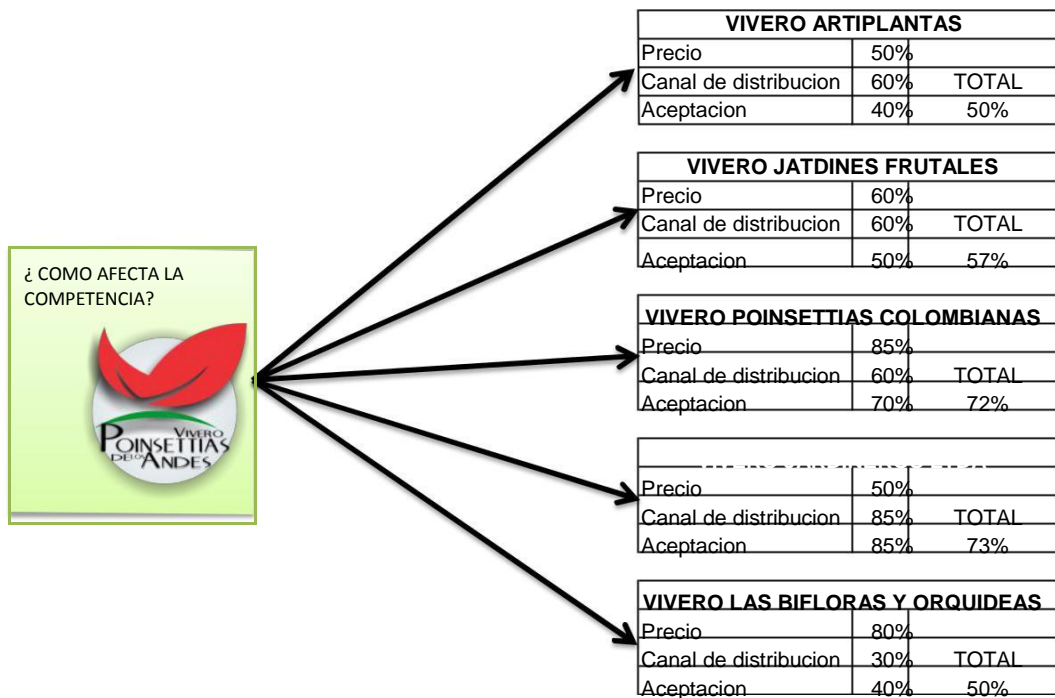 ¿ COMO AFECTA LA
COMPETENCIA?
VIVERO
POINSETTIAS
DE LOS ANDES
VIVERO ARTIPLANTAS
Precio 50%
Canal de distribucion 60% TOTAL
Aceptacion 40% 50%
VIVERO JATDINES FRUTALES
Precio 60%
Canal de distribucion 60% TOTAL
Aceptacion 50% 57%
VIVERO POINSETTIAS COLOMBIANAS
Precio 85%
Canal de distribucion 60% TOTAL
Aceptacion 70% 72%
Precio 50%
Canal de distribucion 85% TOTAL
Aceptacion 85% 73%
VIVERO LAS BIFLORAS Y ORQUIDEAS
Precio 80%
Canal de distribucion 30% TOTAL
Aceptacion 40% 50%